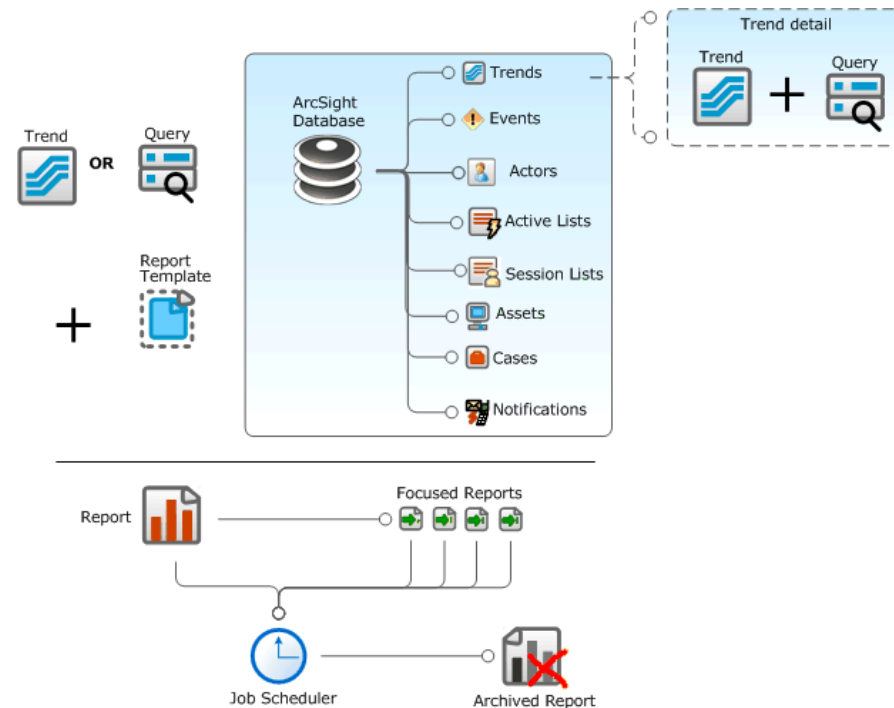 Trend detail
Trend
Query
ArcSight
Database
Trends
Events
Actors
Active Lists
Session Lists
Assets
Cases
Notifications
Trend
OR
Query
Report
Template
Report
Focused Reports
Job Scheduler
Archived Report